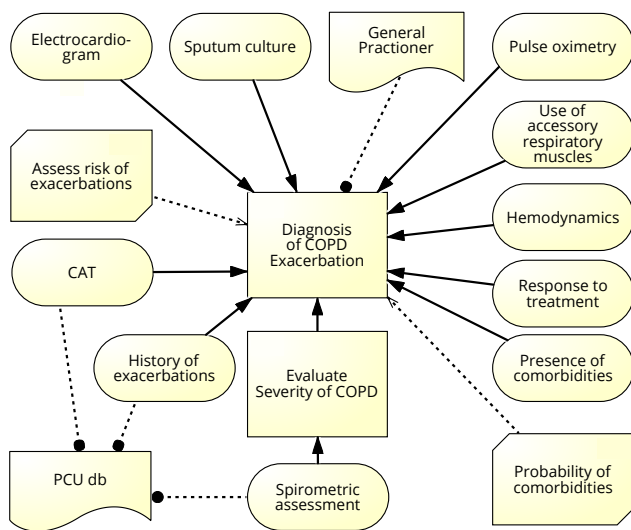 Electrocardio-
gram
Sputum culture
General
Practioner
Pulse oximetry
Use of
accessory
respiratory
muscles
Assess risk of
exacerbations
Diagnosis
of COPD
Exacerbation
Hemodynamics
CAT
Response to
treatment
History of
exacerbations
Evaluate
Severity of COPD
Presence of
comorbidities
PCU db
Spirometric
assessment
Probability of
comorbidities